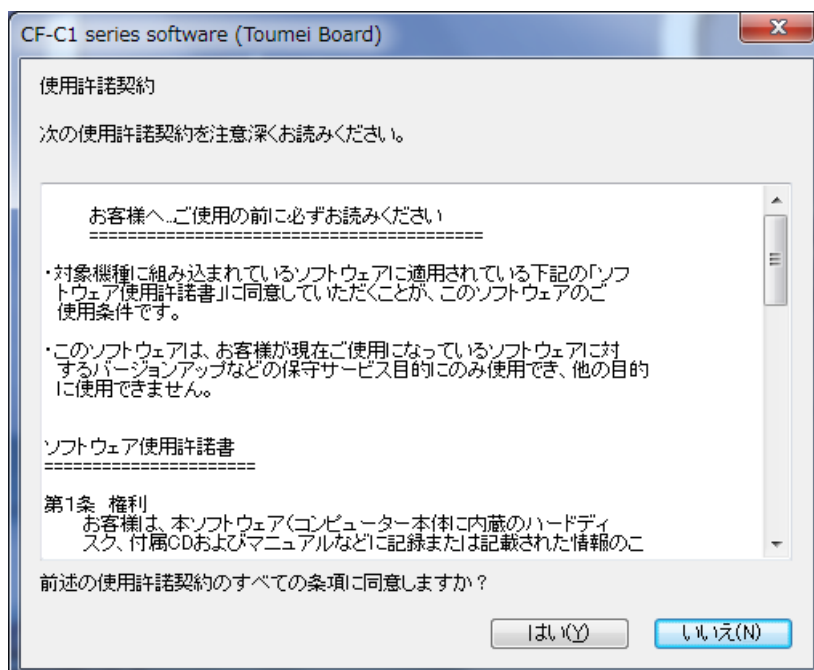 CF-C1 series software (Toumei Board)
使用許諾契約
次の使用許諾契約を注意深くお読みください。
お客様へ…ご使用の前に必ずお読みください
=========================================
・対象機種に組み込まれているソフトウェアに適用されている下記の「ソフ
トウェア使用許諾書」に同意していただくことが、このソフトウェアのご
使用条件です。
・このソフトウェアは、お客様が現在ご使用になっているソフトウェアに対
するバージョンアップなどの保守サービス目的にのみ使用でき、他の目的
に使用できません。
ソフトウェア使用許諾書
======================
第1条 権利
お客様は、本ソフトウェア(コンピューター本体に内蔵のハードディ
スク、付属CDおよびマニュアルなどに記録または記載された情報のこ
前述の使用許諾契約のすべての条項に同意しますか？
はい(Y)
いいえ(N)